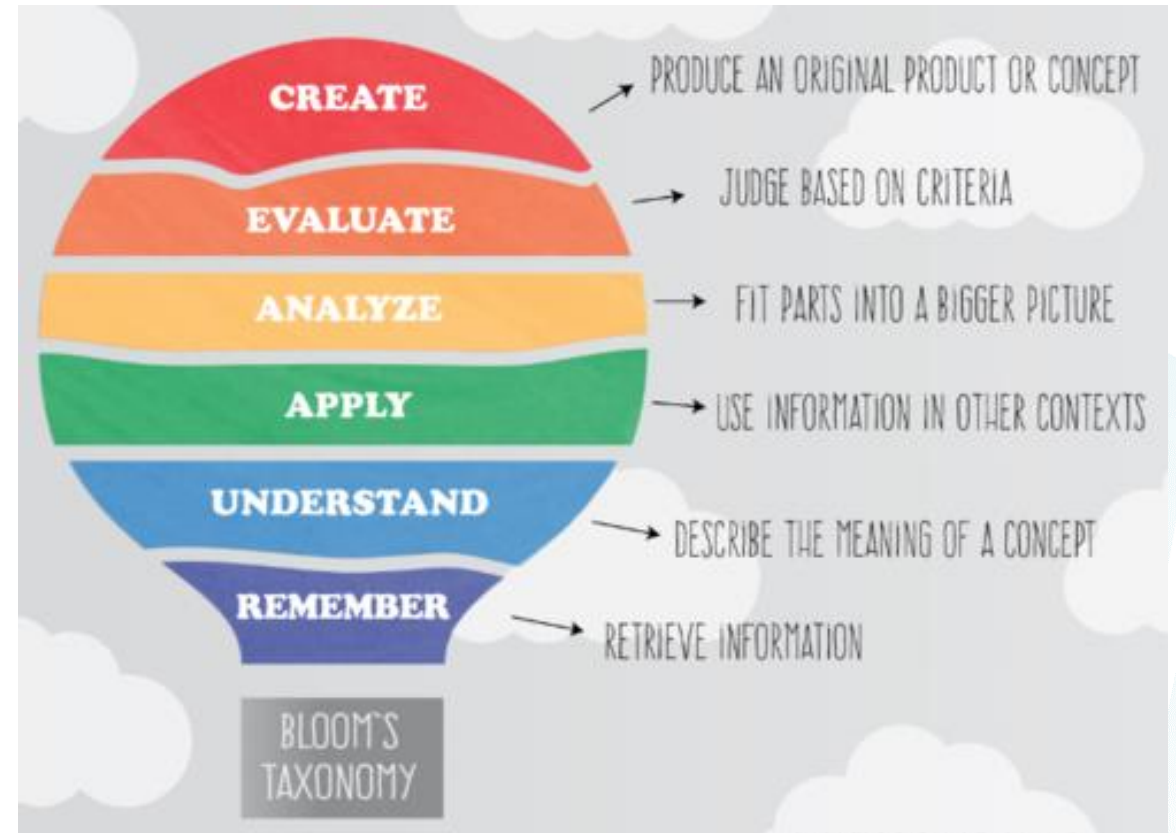 CREATE
PRODUCE AN ORIGINAL PRODUCT OR CONCEPT
EVALUATE
JUDGE BASED ON CRITERIA
ANALYZE
FIT PARTS INTO A BIGGER PICTURE
APPLY
USE INFORMATION IN OTHER CONTEXTS
UNDERSTAND
DESCRIBE THE MEANING OF A CONCEPT
REMEMBER
RETRIEVE INFORMATION
BLOOM'S
TAXONOMY